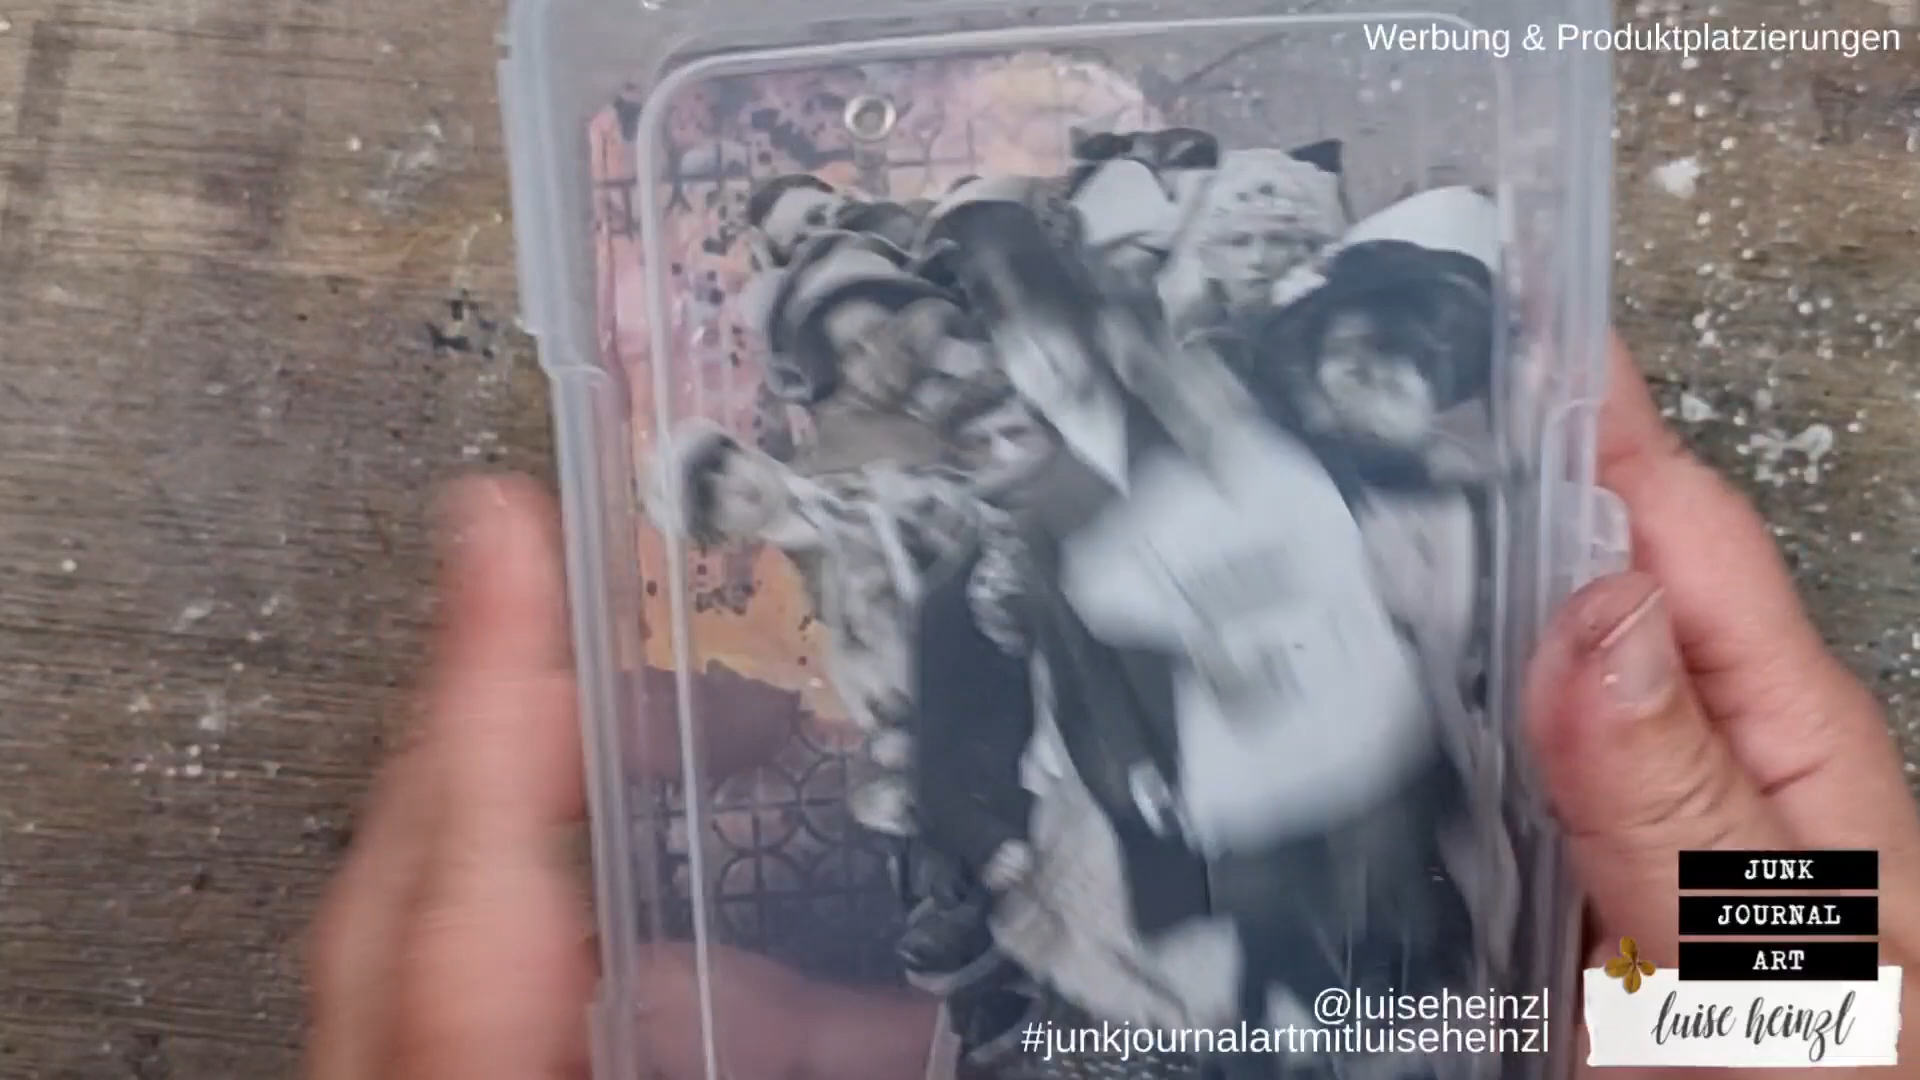 Werbung & Produktplatzierungen
JUNK
JOURNAL
ART
@luiseheinzl
#junkjournalartmitluiseheinzl
luise heinzl